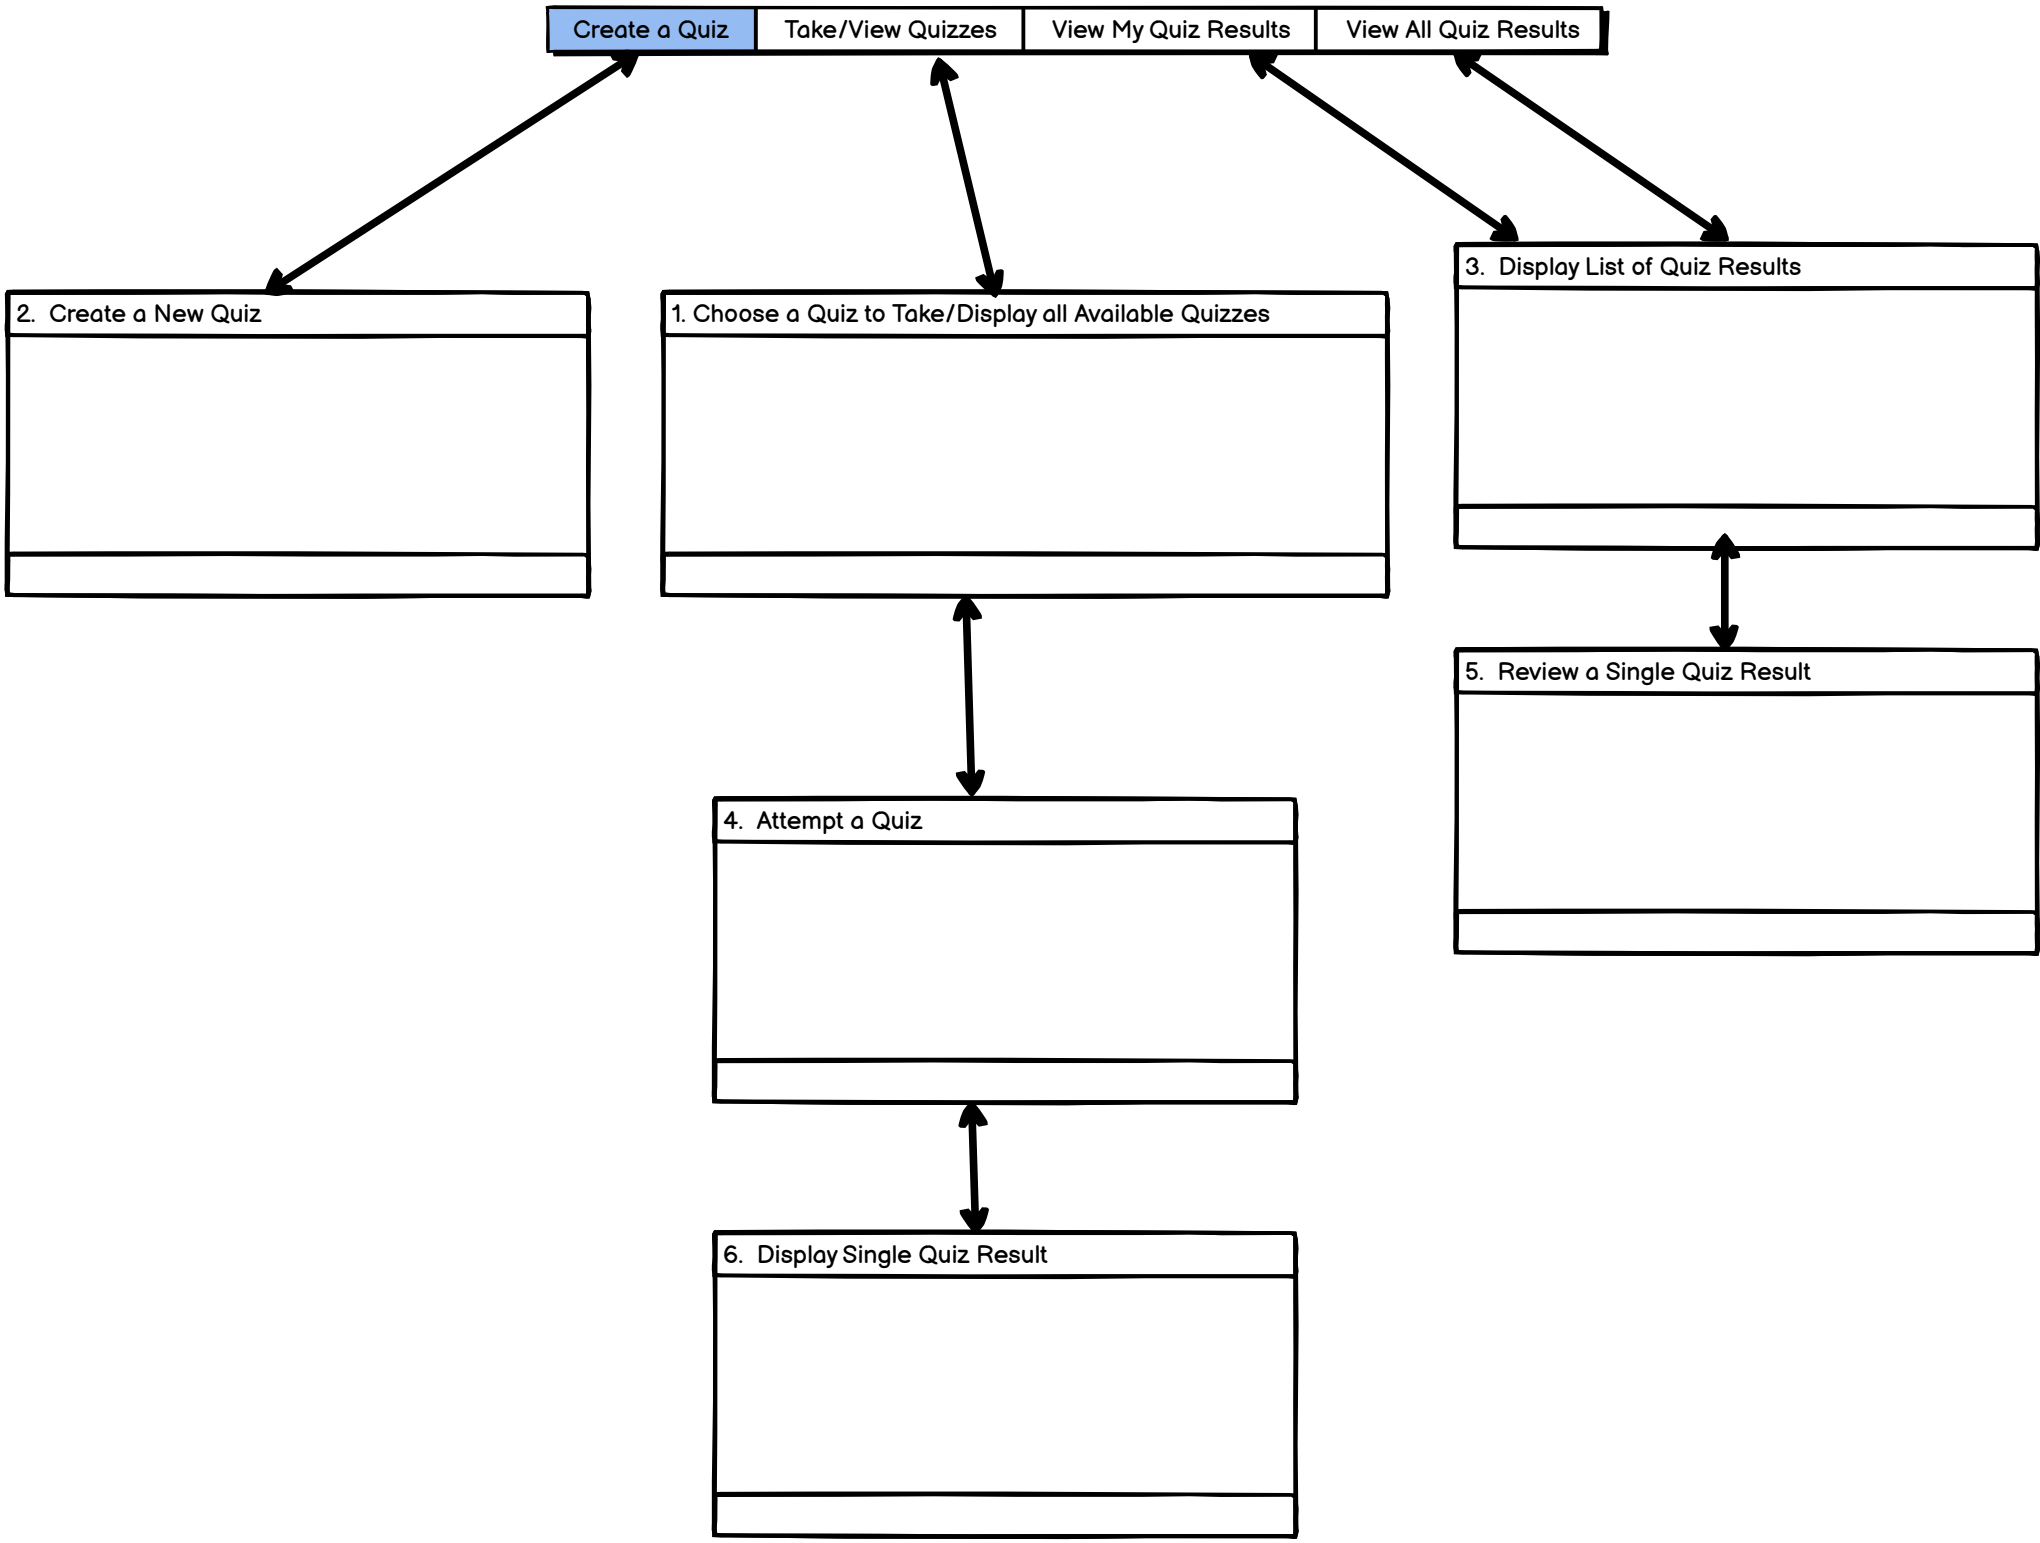 Create a Quiz
Take/View Quizzes
View My Quiz Results
View All Quiz Results
3. Display List of Quiz Results
2. Create a New Quiz
1. Choose a Quiz to Take/Display all Available Quizzes
5. Review a Single Quiz Result
4. Attempt a Quiz
6. Display Single Quiz Result